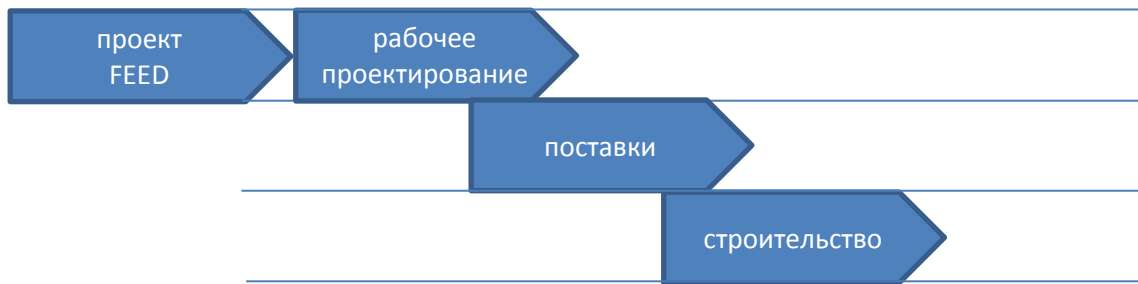 проект
FEED
рабочее
проектирование
поставки
строительство